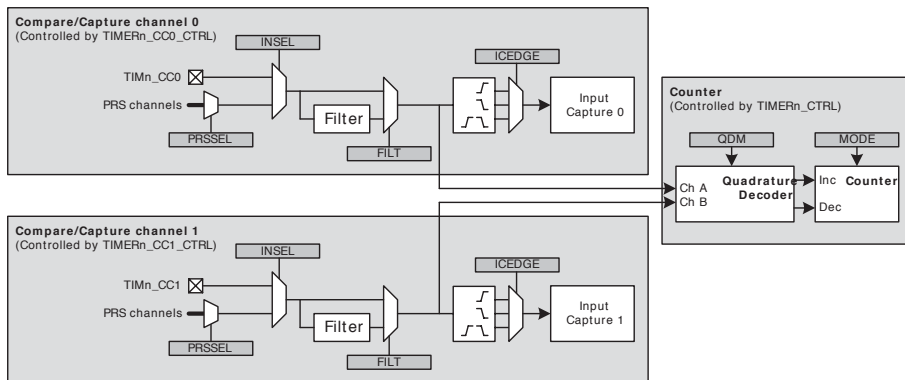 Compare/Capture channel 0
(Controlled by TIMERn_CC0_CTRL)
INSEL
TIMn_CC0
PRS channels
PRSSEL
Filter
FILT
ICEDGE
Input
Capture 0
Counter
(Controlled by TIMERn_CTRL)
QDM
MODE
Ch A
Ch B
Quadrature
Decoder
Inc
Counter
Dec
Compare/Capture channel 1
(Controlled by TIMERn_CC1_CTRL)
INSEL
TIMn_CC1
PRS channels
PRSSEL
Filter
FILT
ICEDGE
Input
Capture 1